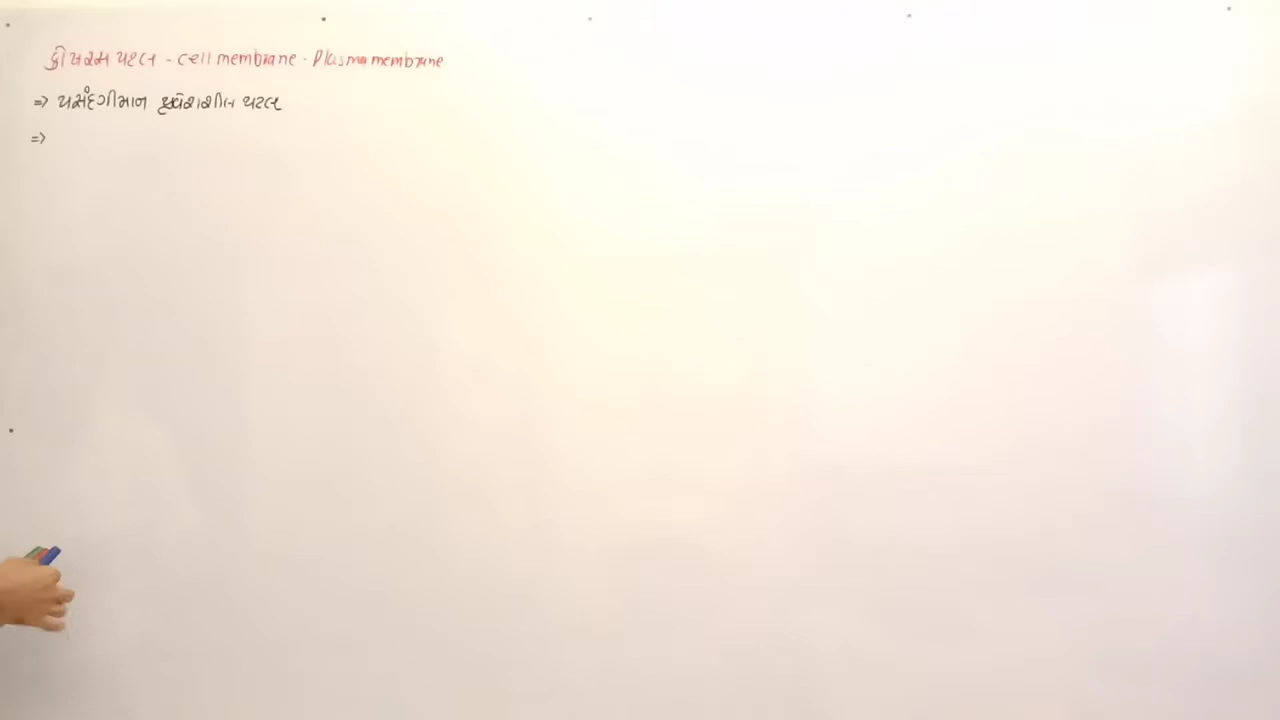 કોષરસ પટલ - cell membrane - Plasma membrane
=> પસંદગીમાન પ્રવેશશીલ પટલ
=>